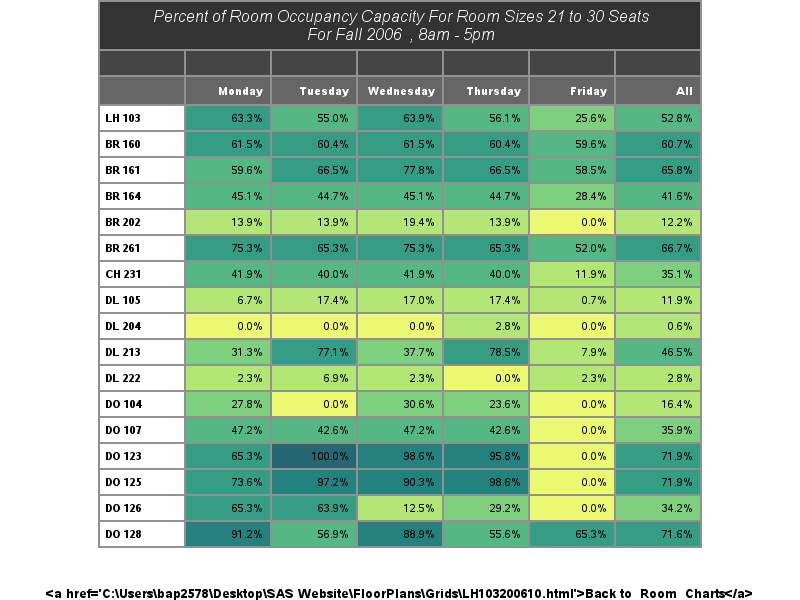 Percent of Room Occupancy Capacity For Room Sizes 21 to 30 Seats
For Fall 2006 , 8am - 5pm
Monday Tuesday Wednesday Thursday Friday All
LH 103 63.3% 55.0% 63.9% 56.1% 25.6% 52.8%
BR 160 61.5% 60.4% 61.5% 60.4% 59.6% 60.7%
BR 161 59.6% 66.5% 77.8% 66.5% 58.5% 65.8%
BR 164 45.1% 44.7% 45.1% 44.7% 28.4% 41.6%
BR 202 13.9% 13.9% 19.4% 13.9% 0.0% 12.2%
BR 261 75.3% 65.3% 75.3% 65.3% 52.0% 66.7%
CH 231 41.9% 40.0% 41.9% 40.0% 11.9% 35.1%
DL 105 6.7% 17.4% 17.0% 17.4% 0.7% 11.9%
DL 204 0.0% 0.0% 0.0% 2.8% 0.0% 0.6%
DL 213 31.3% 77.1% 37.7% 78.5% 7.9% 46.5%
DL 222 2.3% 6.9% 2.3% 0.0% 2.3% 2.8%
DO 104 27.8% 0.0% 30.6% 23.6% 0.0% 16.4%
DO 107 47.2% 42.6% 47.2% 42.6% 0.0% 35.9%
DO 123 65.3% 100.0% 98.6% 95.8% 0.0% 71.9%
DO 125 73.6% 97.2% 90.3% 98.6% 0.0% 71.9%
DO 126 65.3% 63.9% 12.5% 29.2% 0.0% 34.2%
DO 128 91.2% 56.9% 88.9% 55.6% 65.3% 71.6%
<a href='C:\Users\bap2578\Desktop\SAS Website\FloorPlans\Grids\LH103200610.html'>Back to Room Charts</a>